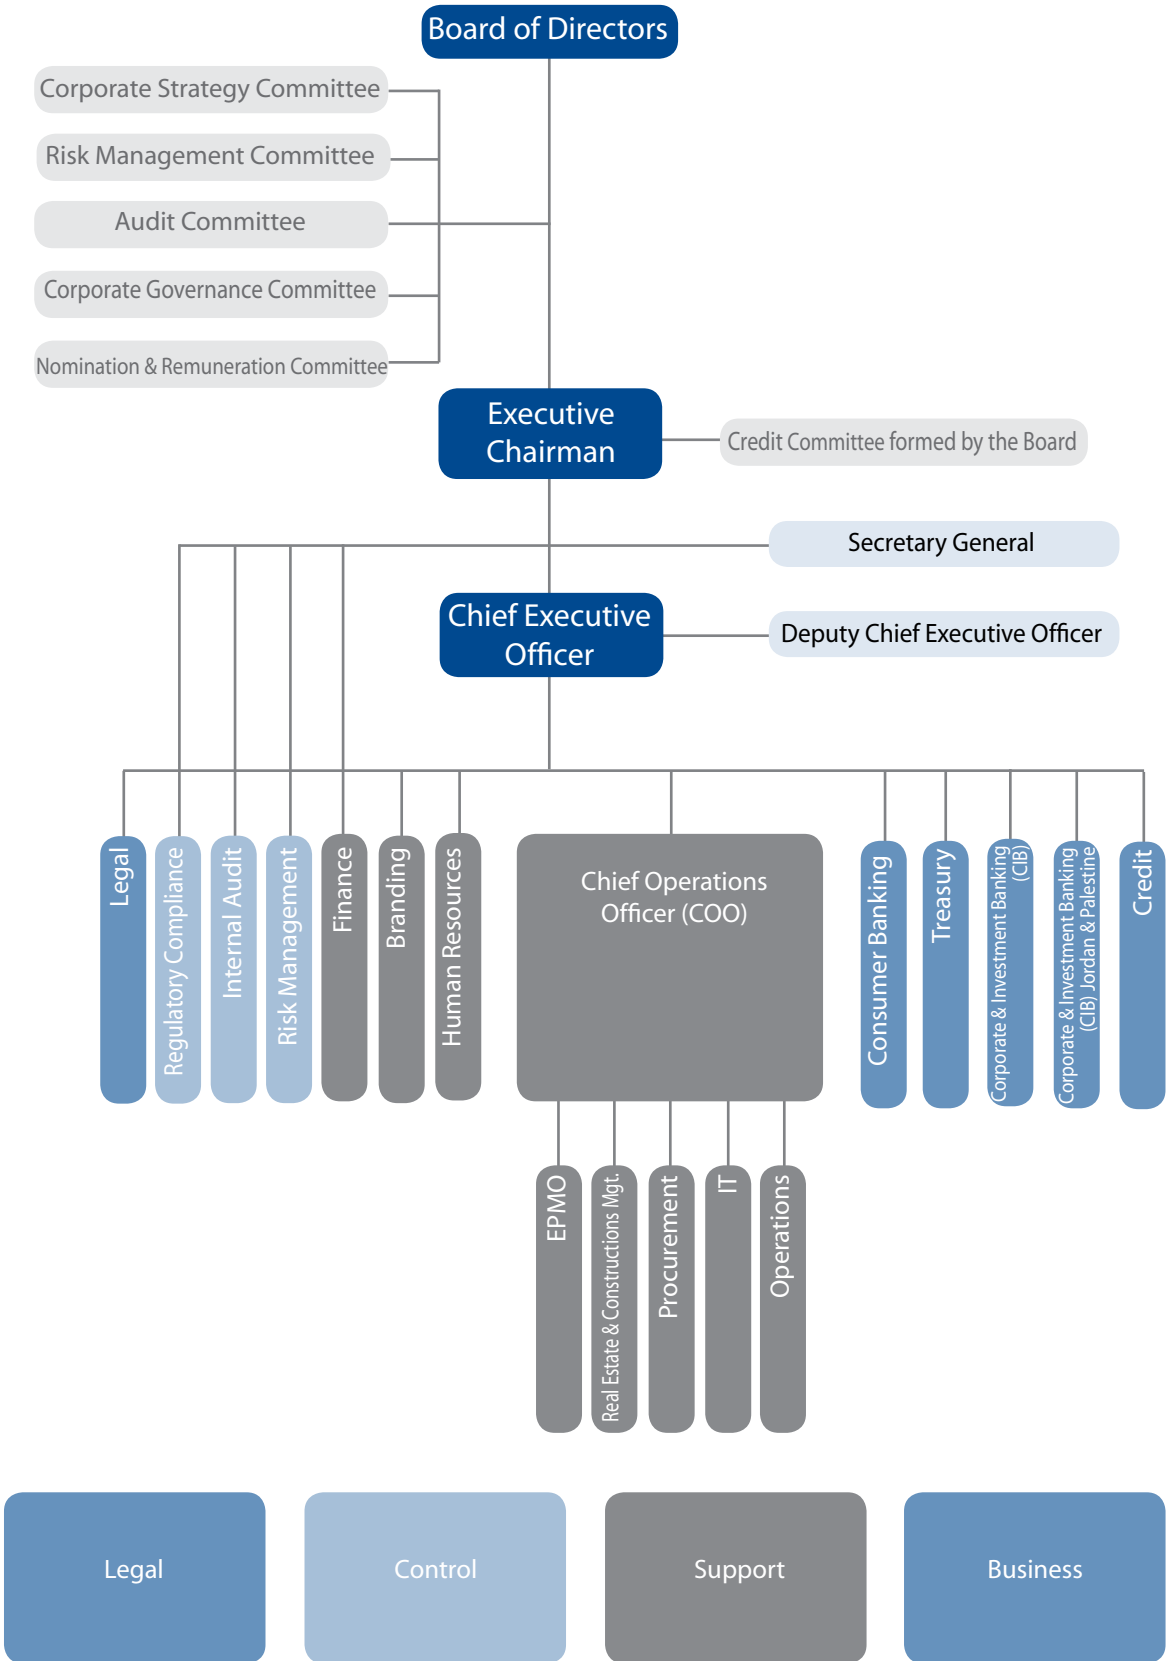 Board of Directors
Corporate Strategy Committee
Risk Management Committee
Audit Committee
Corporate Governance Committee
Nomination & Remuneration Committee
Executive
Chairman
Credit Committee formed by the Board
Secretary General
Chief Executive
Officer
Deputy Chief Executive Officer
Legal
Regulatory Compliance
Internal Audit
Risk Management
Finance
Branding
Human Resources
Chief Operations
Officer (COO)
Consumer Banking
Treasury
Corporate & Investment Banking
(CIB)
Corporate & Investment Banking
(CIB) Jordan & Palestine
Credit
EPMO
Real Estate & Constructions Mgt.
Procurement
IT
Operations
Legal
Control
Support
Business